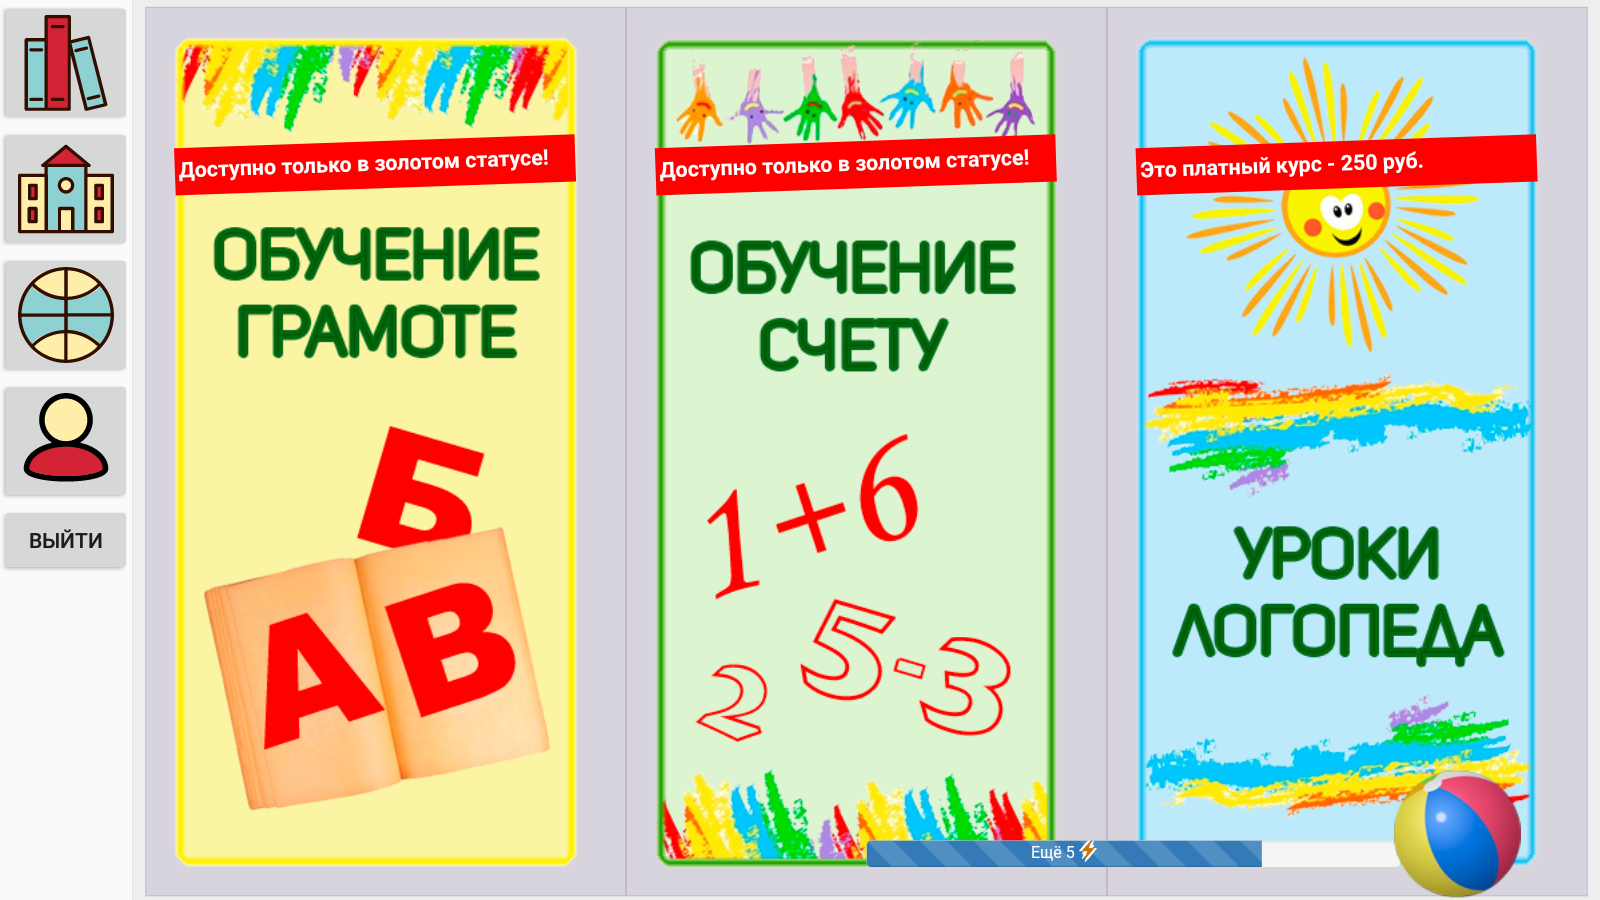 ВЫЙТИ
Доступно только в золотом статусе!
ОБУЧЕНИЕ
ГРАМОТЕ
Б
А В
Доступно только в золотом статусе!
ОБУЧЕНИЕ
СЧЕТУ
1+6
5-3
2
Это платный курс - 250 руб.
УРОКИ
ЛОГОПЕДА
Ещё 5